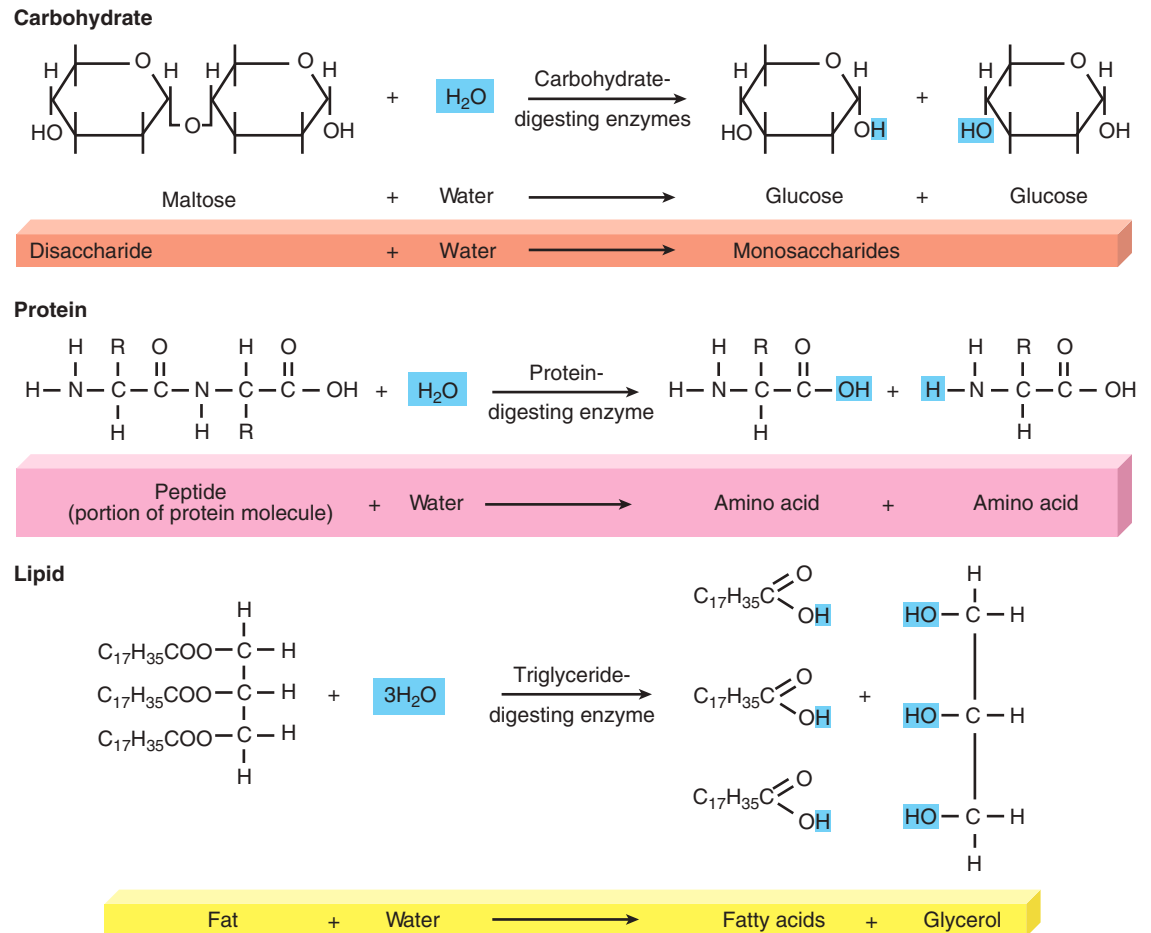 Carbohydrate
H O H H O H
HO O OH
+ H₂O Carbohydrate-
digesting enzymes
H O H
HO OH
+
H O H
HO OH
Maltose + Water Glucose + Glucose
Disaccharide + Water Monosaccharides
Protein
H R O H O
H N C C N C C OH + H₂O
H H R
Protein-
digesting enzyme
H R O
H N C C OH +
H
H R O
H N C C OH
H
Peptide
(portion of protein molecule) + Water Amino acid + Amino acid
Lipid
H
C₁₇H₃₅COO C H
C₁₇H₃₅COO C H
C₁₇H₃₅COO C H
H
+ 3H₂O
Triglyceride-
digesting enzyme
C₁₇H₃₅C O
OH
C₁₇H₃₅C O
OH
C₁₇H₃₅C O
OH
+
H
HO C H
HO C H
HO C H
H
Fat + Water Fatty acids + Glycerol